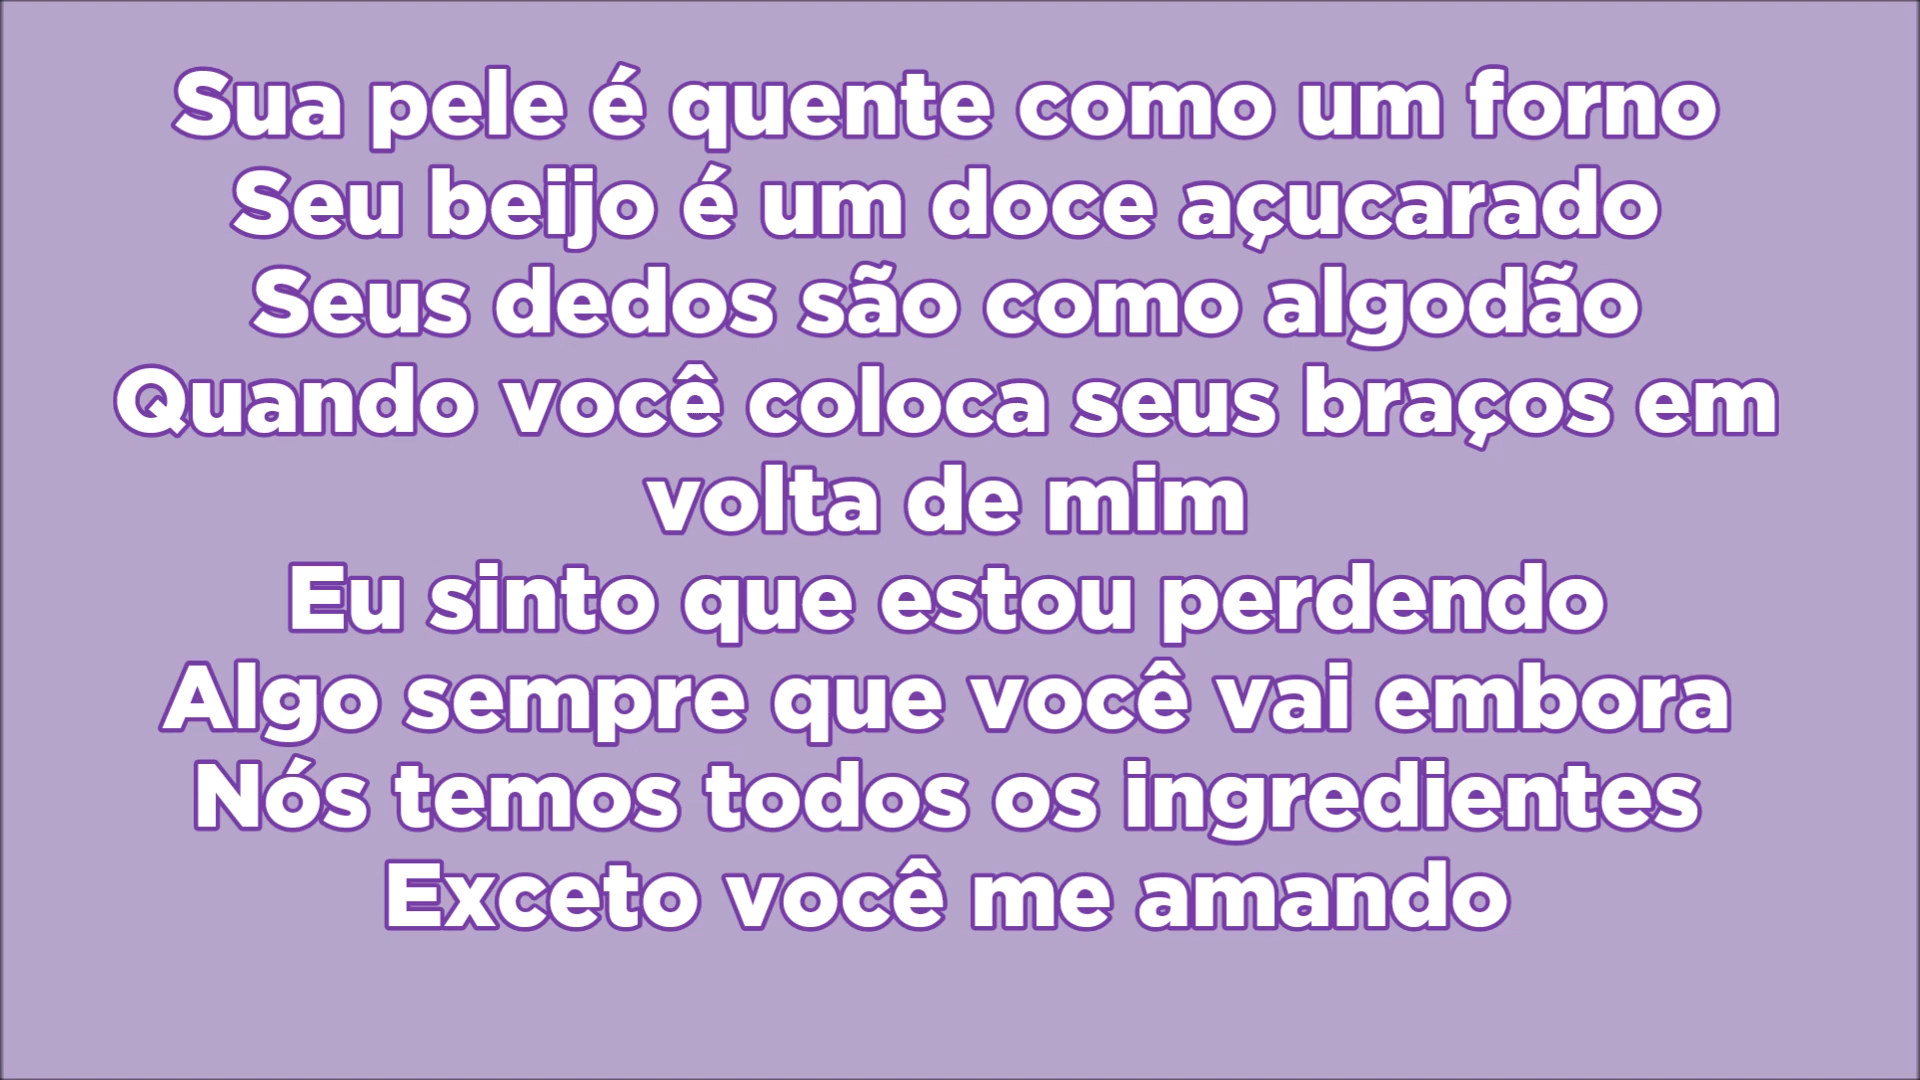 Sua pele é quente como um forno
Seu beijo é um doce açucarado
Seus dedos são como algodão
Quando você coloca seus braços em
volta de mim
Eu sinto que estou perdendo
Algo sempre que você vai embora
Nós temos todos os ingredientes
Exceto você me amando